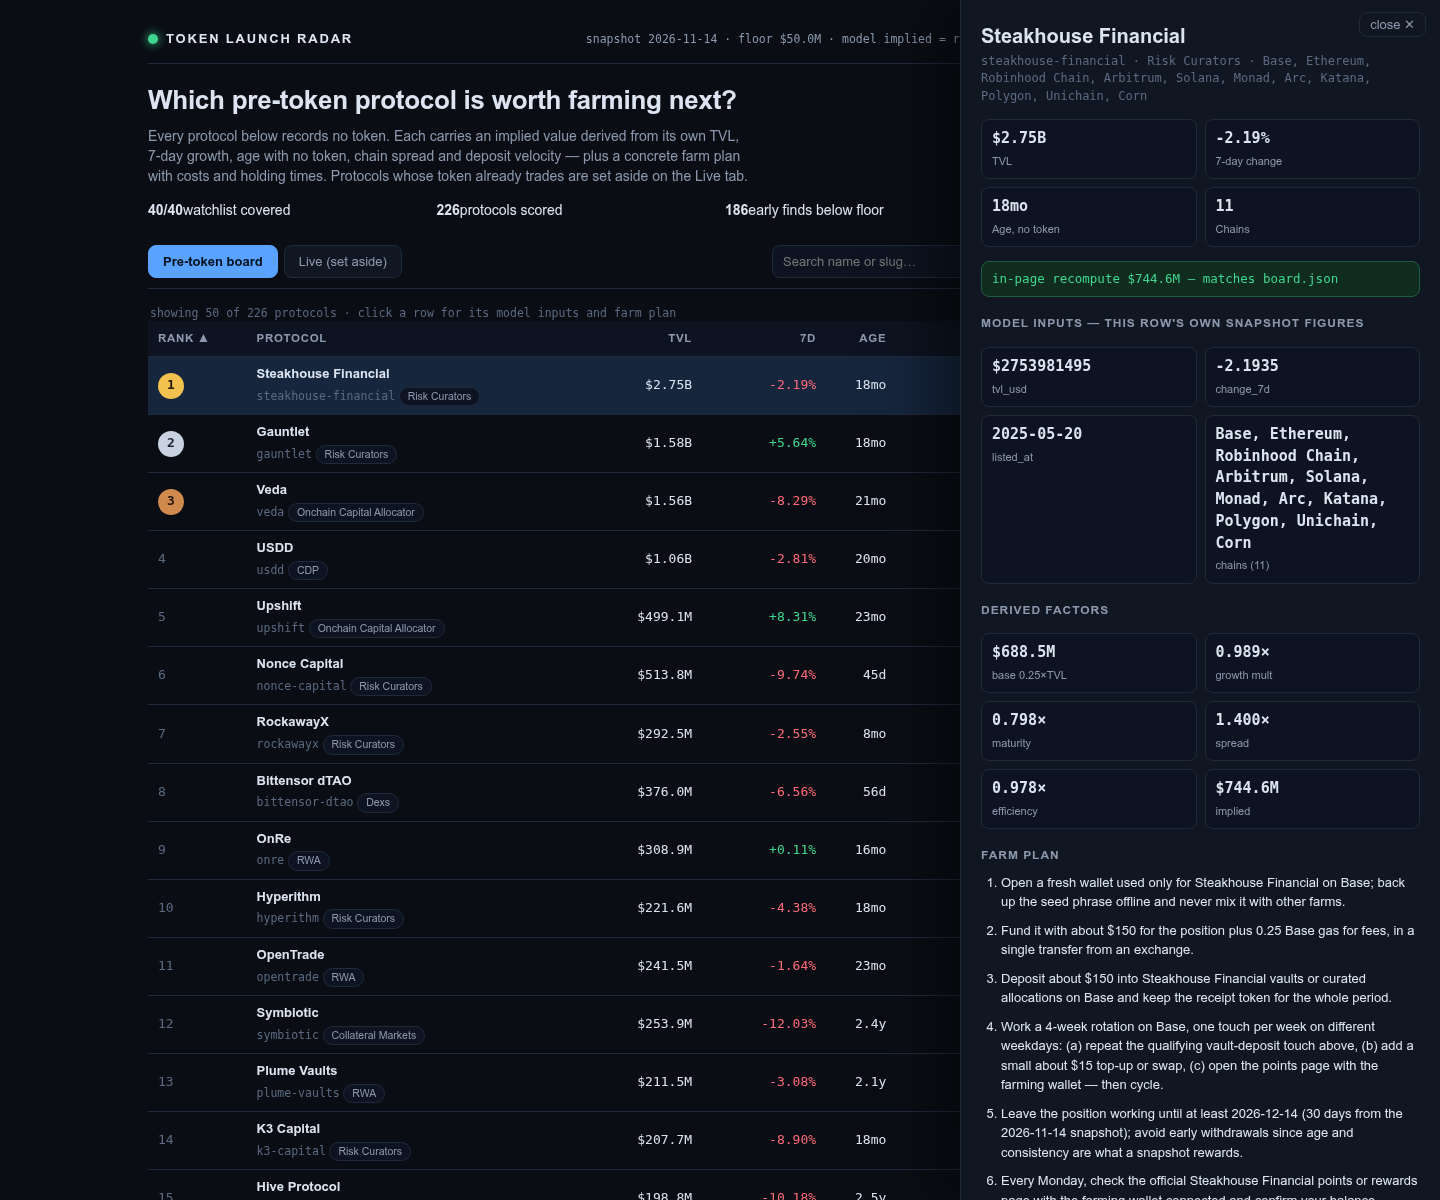 TOKEN LAUNCH RADAR
snapshot 2026-11-14 · floor $50.0M · model implied = r
Which pre-token protocol is worth farming next?
Every protocol below records no token. Each carries an implied value derived from its own TVL,
7-day growth, age with no token, chain spread and deposit velocity — plus a concrete farm plan
with costs and holding times. Protocols whose token already trades are set aside on the Live tab.
40/40watchlist covered
226protocols scored
186early finds below floor
Pre-token board
Live (set aside)
Search name or slug…
showing 50 of 226 protocols · click a row for its model inputs and farm plan
RANK ▲ PROTOCOL TVL 7D AGE
1 Steakhouse Financial $2.75B -2.19% 18mo
steakhouse-financial Risk Curators
2 Gauntlet $1.58B +5.64% 18mo
gauntlet Risk Curators
3 Veda $1.56B -8.29% 21mo
veda Onchain Capital Allocator
4 USDD $1.06B -2.81% 20mo
usdd CDP
5 Upshift $499.1M +8.31% 23mo
upshift Onchain Capital Allocator
6 Nonce Capital $513.8M -9.74% 45d
nonce-capital Risk Curators
7 RockawayX $292.5M -2.55% 8mo
rockawayx Risk Curators
8 Bittensor dTAO $376.0M -6.56% 56d
bittensor-dtao Dexs
9 OnRe $308.9M +0.11% 16mo
onre RWA
10 Hyperithm $221.6M -4.38% 18mo
hyperithm Risk Curators
11 OpenTrade $241.5M -1.64% 23mo
opentrade RWA
12 Symbiotic $253.9M -12.03% 2.4y
symbiotic Collateral Markets
13 Plume Vaults $211.5M -3.08% 2.1y
plume-vaults RWA
14 K3 Capital $207.7M -8.90% 18mo
k3-capital Risk Curators
15 Hive Protocol $198.8M -10.18% 2.5y
close ✕
Steakhouse Financial
steakhouse-financial · Risk Curators · Base, Ethereum,
Robinhood Chain, Arbitrum, Solana, Monad, Arc, Katana,
Polygon, Unichain, Corn
$2.75B
TVL
-2.19%
7-day change
18mo
Age, no token
11
Chains
in-page recompute $744.6M — matches board.json
MODEL INPUTS — THIS ROW'S OWN SNAPSHOT FIGURES
$2753981495
tvl_usd
-2.1935
change_7d
2025-05-20
listed_at
Base, Ethereum,
Robinhood Chain,
Arbitrum, Solana,
Monad, Arc, Katana,
Polygon, Unichain,
Corn
chains (11)
DERIVED FACTORS
$688.5M
base 0.25×TVL
0.989×
growth mult
0.798×
maturity
1.400×
spread
0.978×
efficiency
$744.6M
implied
FARM PLAN
1. Open a fresh wallet used only for Steakhouse Financial on Base; back
up the seed phrase offline and never mix it with other farms.
2. Fund it with about $150 for the position plus 0.25 Base gas for fees, in a
single transfer from an exchange.
3. Deposit about $150 into Steakhouse Financial vaults or curated
allocations on Base and keep the receipt token for the whole period.
4. Work a 4-week rotation on Base, one touch per week on different
weekdays: (a) repeat the qualifying vault-deposit touch above, (b) add a
small about $15 top-up or swap, (c) open the points page with the
farming wallet — then cycle.
5. Leave the position working until at least 2026-12-14 (30 days from the
2026-11-14 snapshot); avoid early withdrawals since age and
consistency are what a snapshot rewards.
6. Every Monday, check the official Steakhouse Financial points or rewards
page with the farming wallet connected and confirm your balance